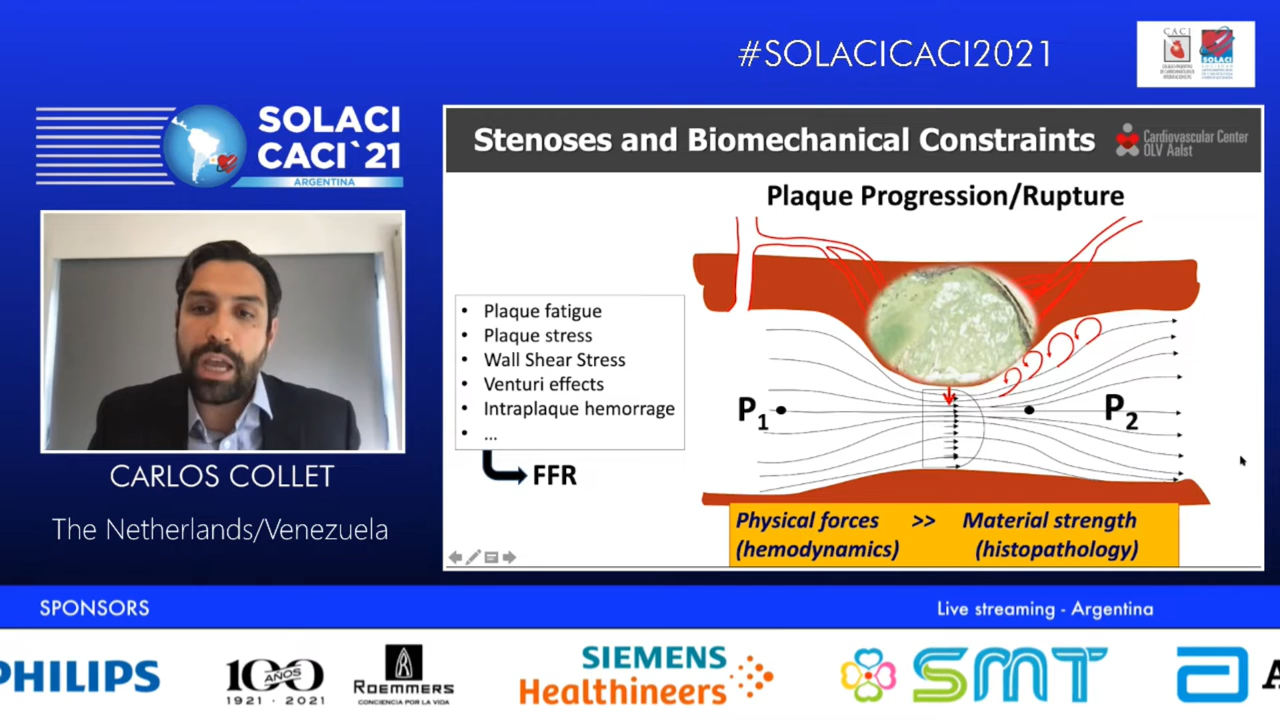 #SOLACICACI2021
CACI
SOLACI
SOLACI
CACI`21
ARGENTINA
Stenoses and Biomechanical Constraints
Cardiovascular Center
OLV Aalst
Plaque Progression/Rupture
• Plaque fatigue
• Plaque stress
• Wall Shear Stress
• Venturi effects
• Intraplaque hemorrage
• ...
FFR
P1
P2
Physical forces >> Material strength
(hemodynamics) (histopathology)
CARLOS COLLET
The Netherlands/Venezuela
SPONSORS
Live streaming - Argentina
PHILIPS
100
AÑOS
1921 · 2021
ROEMMERS
CONCIENCIA POR LA VIDA
SIEMENS
Healthineers
SMT
A